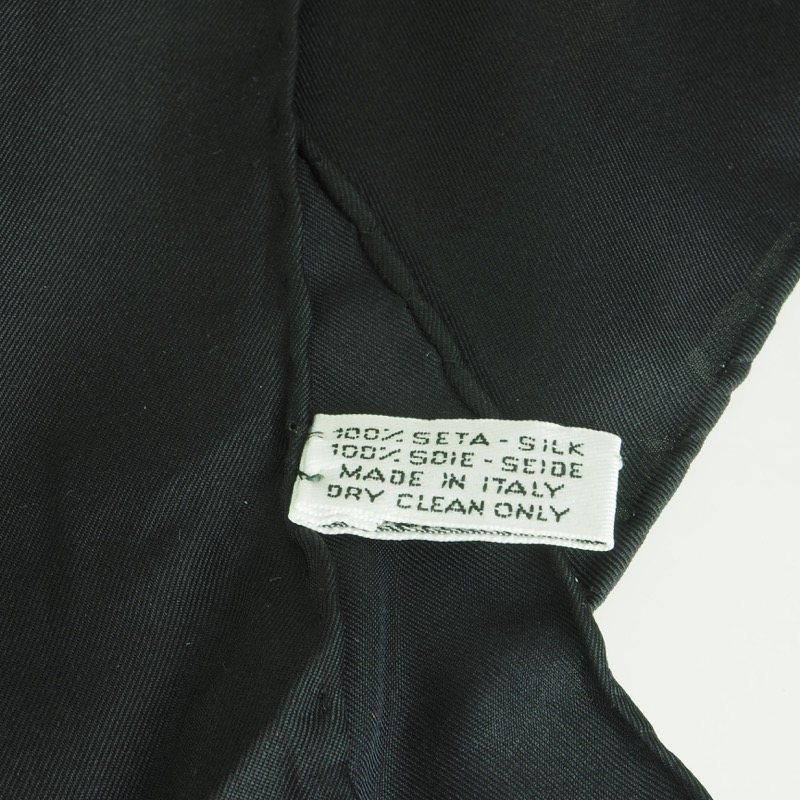 100% SETA - SILK
100% SOIE - SEIDE
MADE IN ITALY
DRY CLEAN ONLY